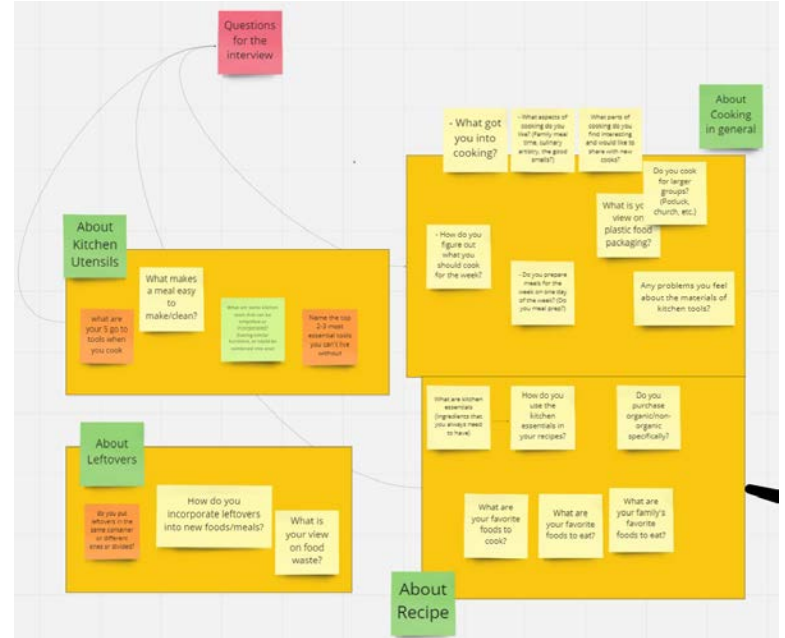 Questions
for the
interview
About
Cooking
in general
- What got
you into
cooking?
- What aspects of
cooking do you
like? (Family meal
time, culinary
artistry, the good
smells?)
What parts of
cooking do you
find interesting
and would like to
share with new
cooks?
Do you cook
for larger
groups?
(Potluck,
church, etc.)
What is yo
view on
plastic food
packaging?
- How do you
figure out
what you
should cook
for the week?
- Do you prepare
meals for the
week on one day
of the week? (Do
you meal prep?)
Any problems you feel
about the materials of
kitchen tools?
About
Kitchen
Utensils
What makes
a meal easy
to
make/clean?
what are
your 5 go to
tools when
you cook
What are some kitchen
tools that can be
Name the top
2-3 most
essential tools
you can't live
without
About
Leftovers
do you put
leftovers in the
same container
or different
ones or divided?
How do you
incorporate leftovers
into new foods/meals?
What is
your view
on food
waste?
What are kitchen
essentials
(ingredients that
you always need
to have)
How do you
use the
kitchen
essentials in
your recipes?
Do you
purchase
organic/non-
organic
specifically?
What are
your favorite
foods to
cook?
What are
your favorite
foods to eat?
What are
your family's
favorite
foods to eat?
About
Recipe